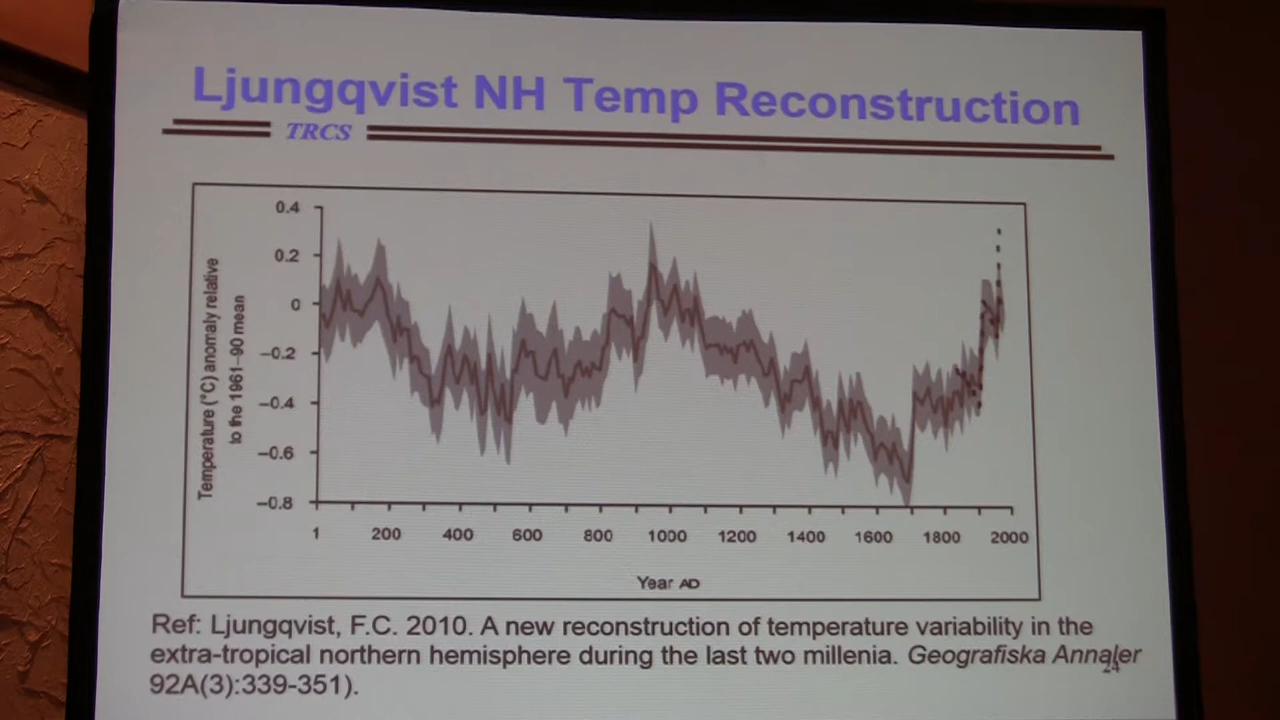 Ljungqvist NH Temp Reconstruction
TRCS
0.4
0.2
0
−0.2
−0.4
−0.6
−0.8
Temperature (°C) anomaly relative
to the 1961–90 mean
1 200 400 600 800 1000 1200 1400 1600 1800 2000
Year AD
Ref: Ljungqvist, F.C. 2010. A new reconstruction of temperature variability in the
extra-tropical northern hemisphere during the last two millenia. Geografiska Annaler
24
92A(3):339-351).